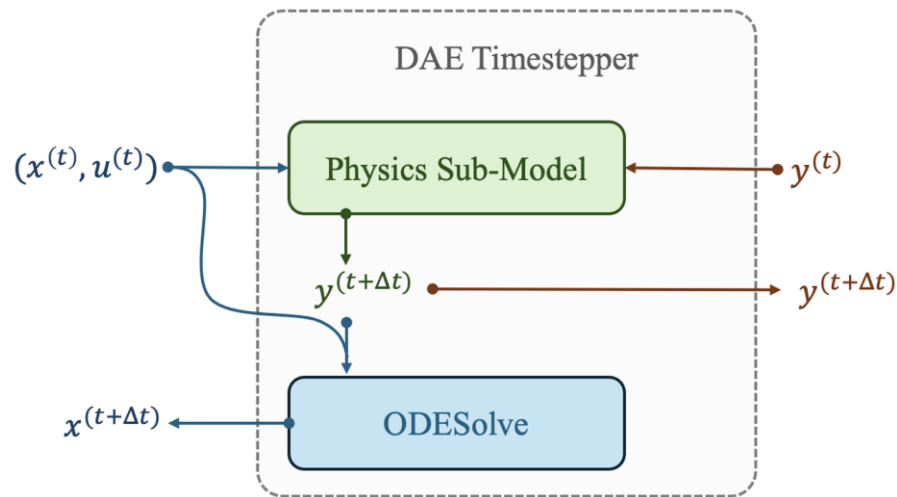 DAE Timestepper
(x^{(t)}, u^{(t)})
Physics Sub-Model
y^{(t)}
y^{(t+Δt)}
y^{(t+Δt)}
x^{(t+Δt)}
ODESolve